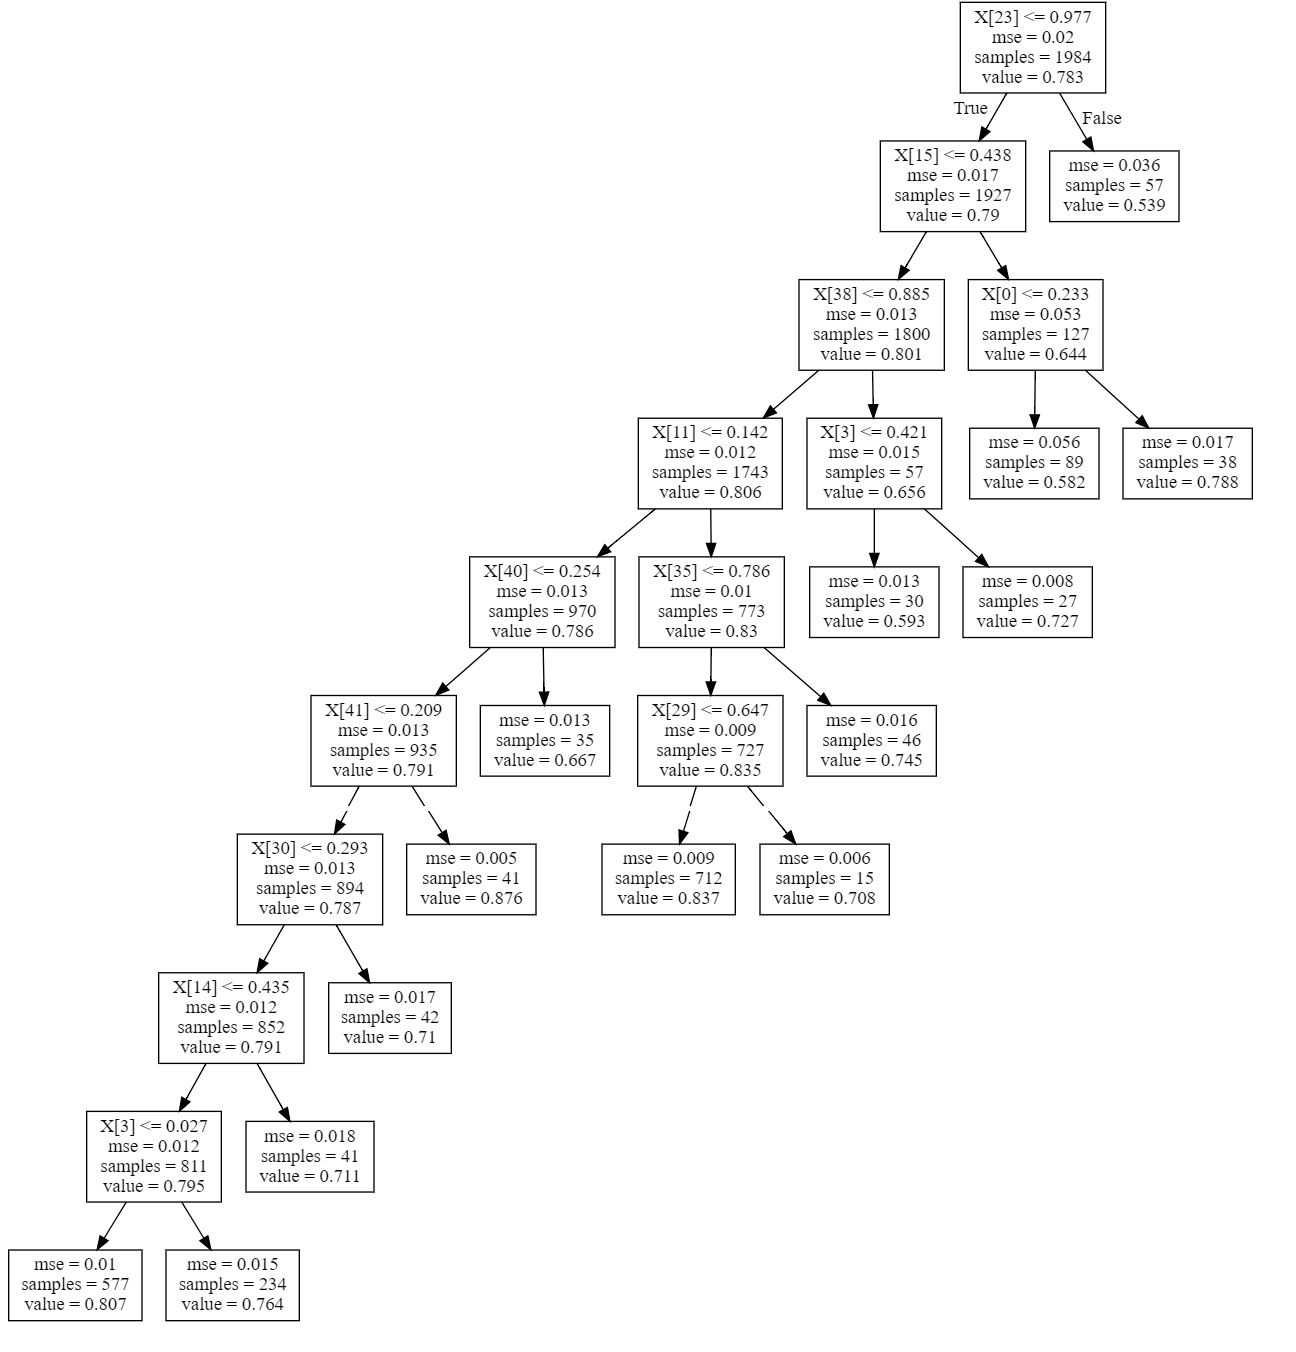 X[23] <= 0.977
mse = 0.02
samples = 1984
value = 0.783
True
False
X[15] <= 0.438
mse = 0.017
samples = 1927
value = 0.79
mse = 0.036
samples = 57
value = 0.539
X[38] <= 0.885
mse = 0.013
samples = 1800
value = 0.801
X[0] <= 0.233
mse = 0.053
samples = 127
value = 0.644
X[11] <= 0.142
mse = 0.012
samples = 1743
value = 0.806
X[3] <= 0.421
mse = 0.015
samples = 57
value = 0.656
mse = 0.056
samples = 89
value = 0.582
mse = 0.017
samples = 38
value = 0.788
X[40] <= 0.254
mse = 0.013
samples = 970
value = 0.786
X[35] <= 0.786
mse = 0.01
samples = 773
value = 0.83
mse = 0.013
samples = 30
value = 0.593
mse = 0.008
samples = 27
value = 0.727
X[41] <= 0.209
mse = 0.013
samples = 935
value = 0.791
mse = 0.013
samples = 35
value = 0.667
X[29] <= 0.647
mse = 0.009
samples = 727
value = 0.835
mse = 0.016
samples = 46
value = 0.745
X[30] <= 0.293
mse = 0.013
samples = 894
value = 0.787
mse = 0.005
samples = 41
value = 0.876
mse = 0.009
samples = 712
value = 0.837
mse = 0.006
samples = 15
value = 0.708
X[14] <= 0.435
mse = 0.012
samples = 852
value = 0.791
mse = 0.017
samples = 42
value = 0.71
X[3] <= 0.027
mse = 0.012
samples = 811
value = 0.795
mse = 0.018
samples = 41
value = 0.711
mse = 0.01
samples = 577
value = 0.807
mse = 0.015
samples = 234
value = 0.764